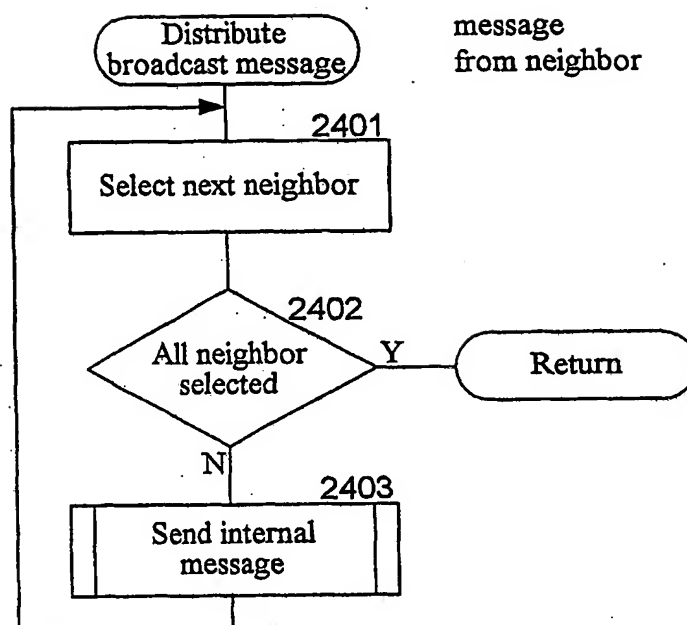 Distribute
broadcast message
message
from neighbor
2401
Select next neighbor
2402
All neighbor
selected
Y
Return
N
2403
Send internal
message